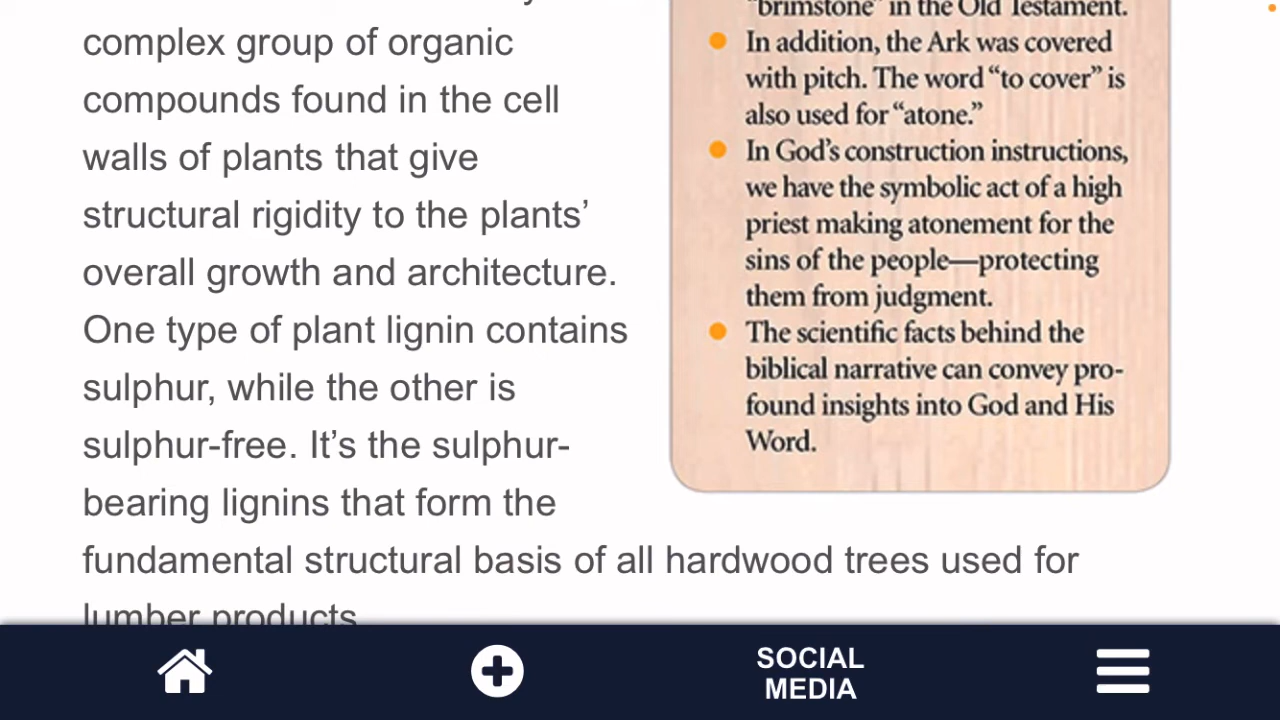 complex group of organic
compounds found in the cell
walls of plants that give
structural rigidity to the plants’
overall growth and architecture.
One type of plant lignin contains
sulphur, while the other is
sulphur-free. It’s the sulphur-
bearing lignins that form the
fundamental structural basis of all hardwood trees used for
lumber products
“brimstone” in the Old Testament.
In addition, the Ark was covered
with pitch. The word “to cover” is
also used for “atone.”
In God’s construction instructions,
we have the symbolic act of a high
priest making atonement for the
sins of the people—protecting
them from judgment.
The scientific facts behind the
biblical narrative can convey pro-
found insights into God and His
Word.
SOCIAL
MEDIA